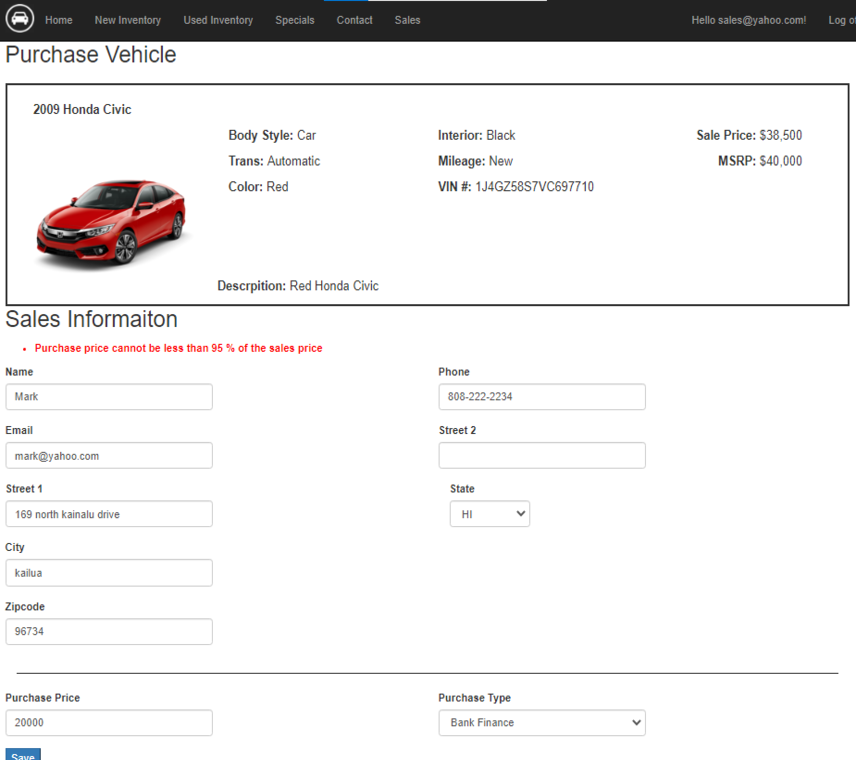 Home New Inventory Used Inventory Specials Contact Sales Hello sales@yahoo.com! Log
Purchase Vehicle
2009 Honda Civic
Body Style: Car Interior: Black Sale Price: $38,500
Trans: Automatic Mileage: New MSRP: $40,000
Color: Red VIN #: 1J4GZ58S7VC697710
Descrpition: Red Honda Civic
Sales Informaiton
• Purchase price cannot be less than 95 % of the sales price
Name Phone
Mark 808-222-2234
Email Street 2
mark@yahoo.com
Street 1 State
169 north kainalu drive HI
City
kailua
Zipcode
96734
Purchase Price Purchase Type
20000 Bank Finance
Save